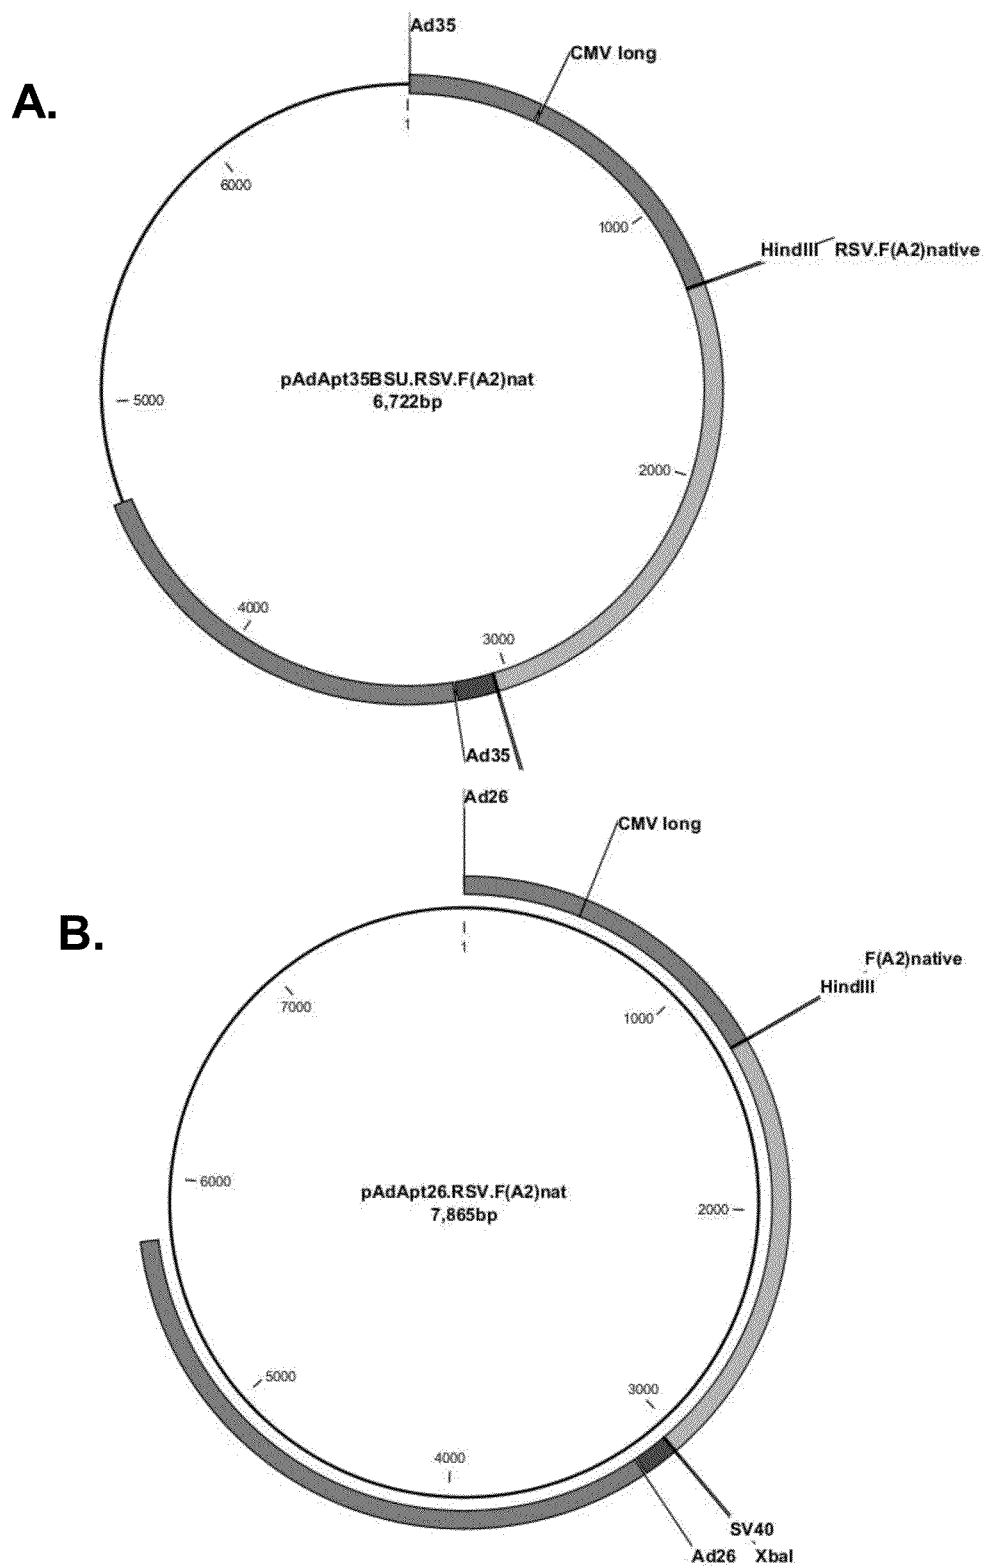 A.
Ad35
CMV long
1
6000
1000
HindIII RSV.F(A2)native
pAdApt35BSU.RSV.F(A2)nat
6,722bp
5000
2000
4000
3000
Ad35
B.
Ad26
CMV long
1
7000
1000
F(A2)native
HindIII
6000
pAdApt26.RSV.F(A2)nat
7,865bp
2000
5000
3000
4000
SV40
Ad26 XbaI